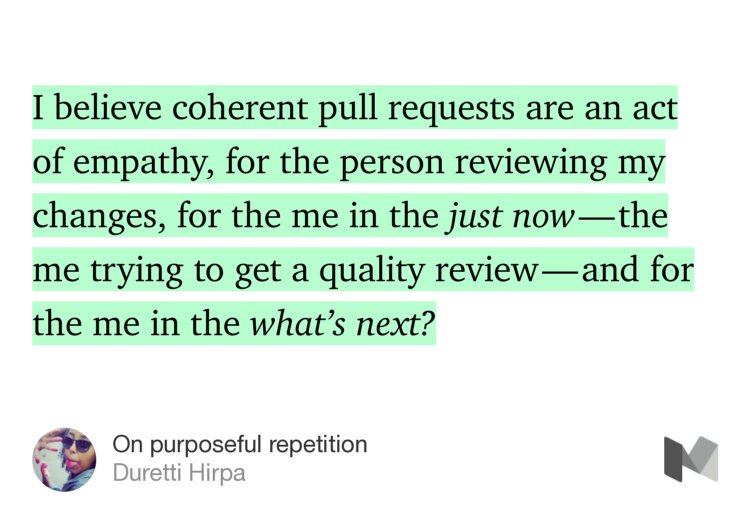 I believe coherent pull requests are an act
of empathy, for the person reviewing my
changes, for the me in the just now — the
me trying to get a quality review — and for
the me in the what’s next?
On purposeful repetition
Duretti Hirpa